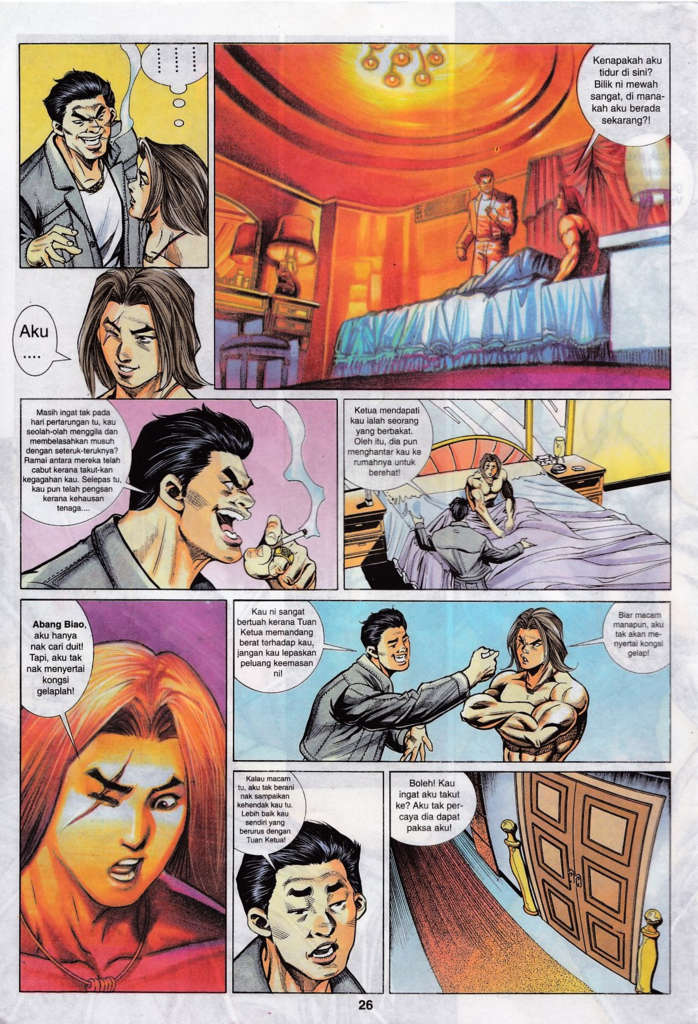 ....
....
....
....
Kenapakah aku
tidur di sini?
Bilik ni mewah
sangat, di mana-
kah aku berada
sekarang?!
Aku
....
Masih ingat tak pada
hari pertarungan tu, kau
seolah-olah menggila dan
membelasahkan musuh
dengan seteruk-teruknya?
Ramai antara mereka telah
cabut kerana takut-kan
kegagahan kau. Selepas tu,
kau pun telah pengsan
kerana kehausan
tenaga....
Ketua mendapati
kau ialah seorang
yang berbakat.
Oleh itu, dia pun
menghantar kau ke
rumahnya untuk
berehat!
Abang Biao,
aku hanya
nak cari duit!
Tapi, aku tak
nak menyertai
kongsi
gelaplah!
Kau ni sangat
bertuah kerana Tuan
Ketua memandang
berat terhadap kau,
jangan kau lepaskan
peluang keemasan
ni!
Biar macam
manapun, aku
tak akan me-
nyertai kongsi
gelap!
Kalau macam
tu, aku tak berani
nak sampaikan
kehendak kau tu.
Lebih baik kau
sendiri yang
berurus dengan
Tuan Ketua!
Boleh! Kau
ingat aku takut
ke? Aku tak per-
caya dia dapat
paksa aku!
26